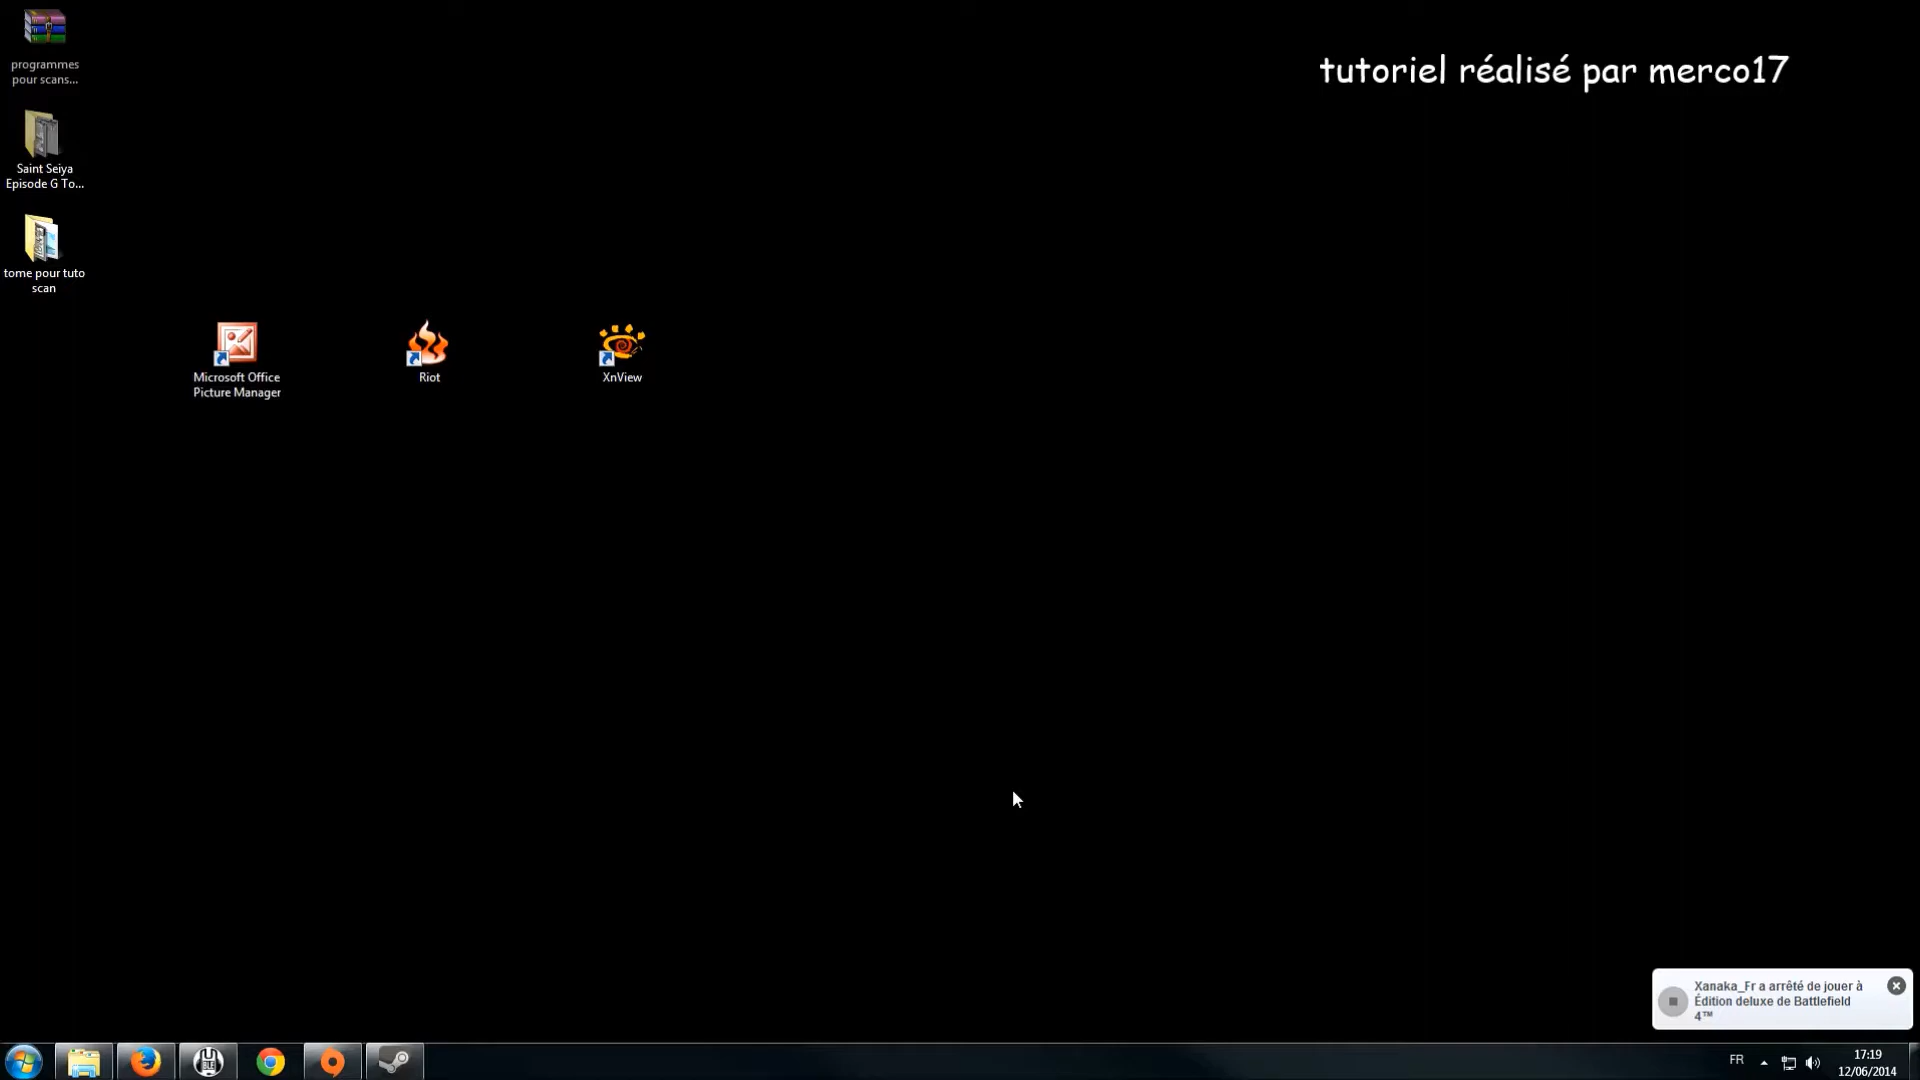 programmes
pour scans...
tutoriel réalisé par merco17
Saint Seiya
Episode G To...
tome pour tuto
scan
Microsoft Office
Picture Manager
Riot
XnView
Xanaka_Fr a arrêté de jouer à
Édition deluxe de Battlefield
4™
FR
17:19
12/06/2014